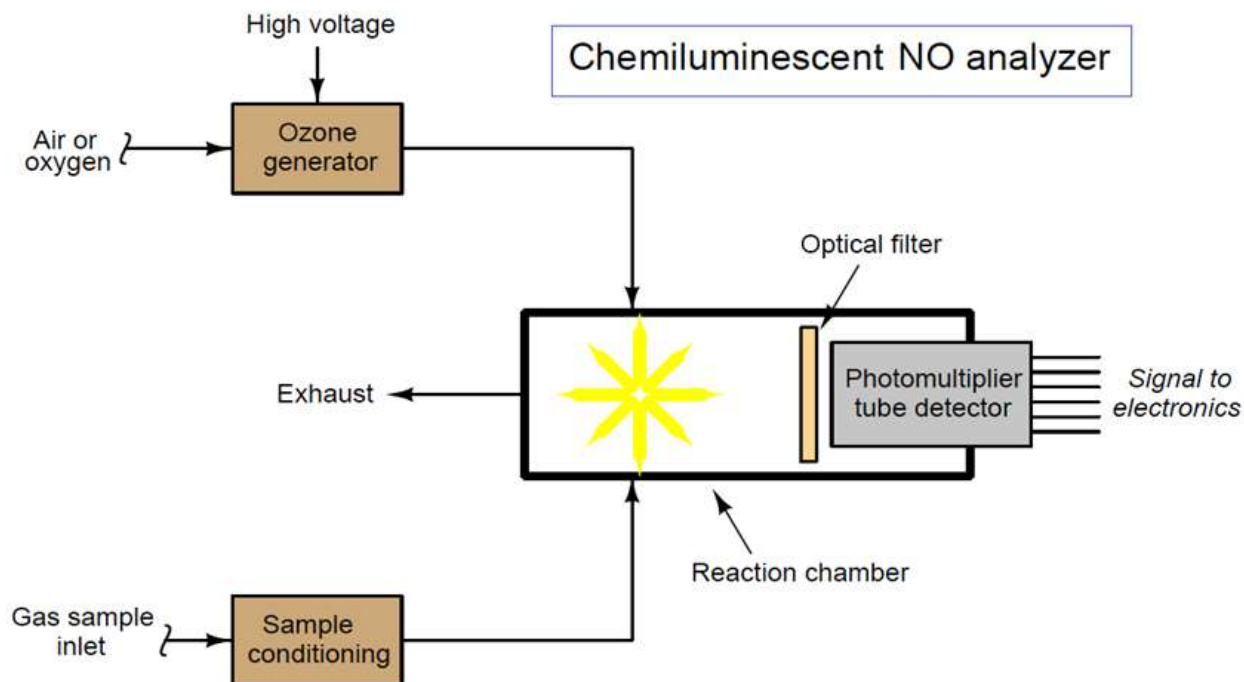 High voltage
Chemiluminescent NO analyzer
Air or
oxygen
Ozone
generator
Optical filter
Exhaust
Photomultiplier
tube detector
Signal to
electronics
Reaction chamber
Gas sample
inlet
Sample
conditioning